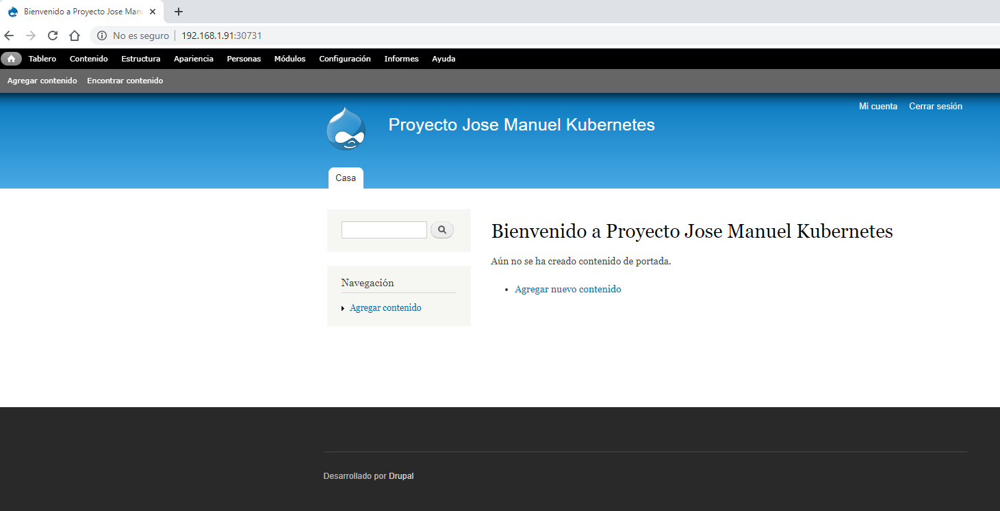 Bienvenido a Proyecto Jose Manu
No es seguro 192.168.1.91:30731
Tablero Contenido Estructura Apariencia Personas Módulos Configuración Informes Ayuda
Agregar contenido Encontrar contenido
Mi cuenta Cerrar sesión
Proyecto Jose Manuel Kubernetes
Casa
Bienvenido a Proyecto Jose Manuel Kubernetes
Aún no se ha creado contenido de portada.
Agregar nuevo contenido
Navegación
Agregar contenido
Desarrollado por Drupal